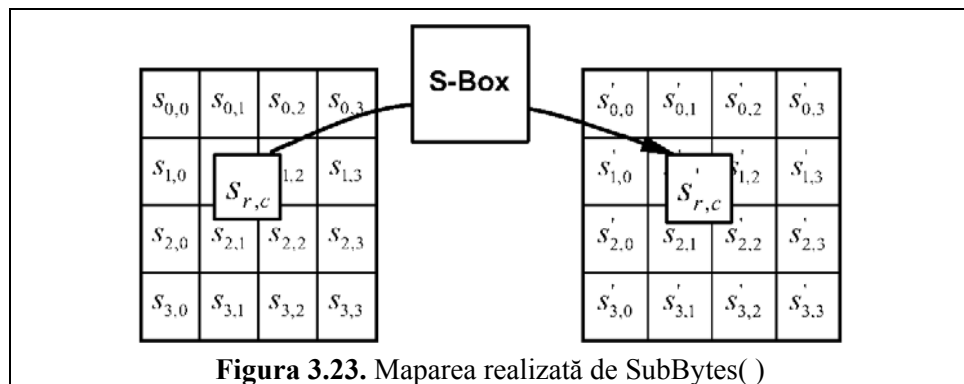 S-Box
s0,0 s0,1 s0,2 s0,3 s'0,0 s'0,1 s'0,2 s'0,3
s1,0 sr,c 1,2 s1,3 s'1,0 s'r,c s'1,2 s'1,3
s2,0 s2,1 s2,2 s2,3 s'2,0 s'2,1 s'2,2 s'2,3
s3,0 s3,1 s3,2 s3,3 s'3,0 s'3,1 s'3,2 s'3,3
Figura 3.23. Maparea realizată de SubBytes( )